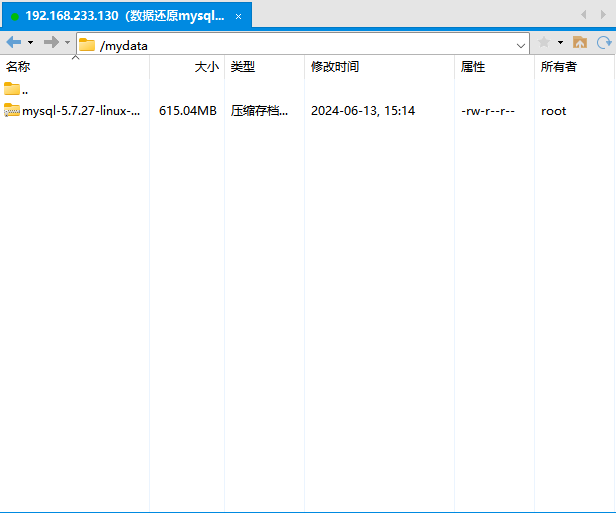 192.168.233.130（数据还原mysql... ×
/mydata
名称 大小 类型 修改时间 属性 所有者
..
mysql-5.7.27-linux-... 615.04MB 压缩存档... 2024-06-13, 15:14 -rw-r--r-- root